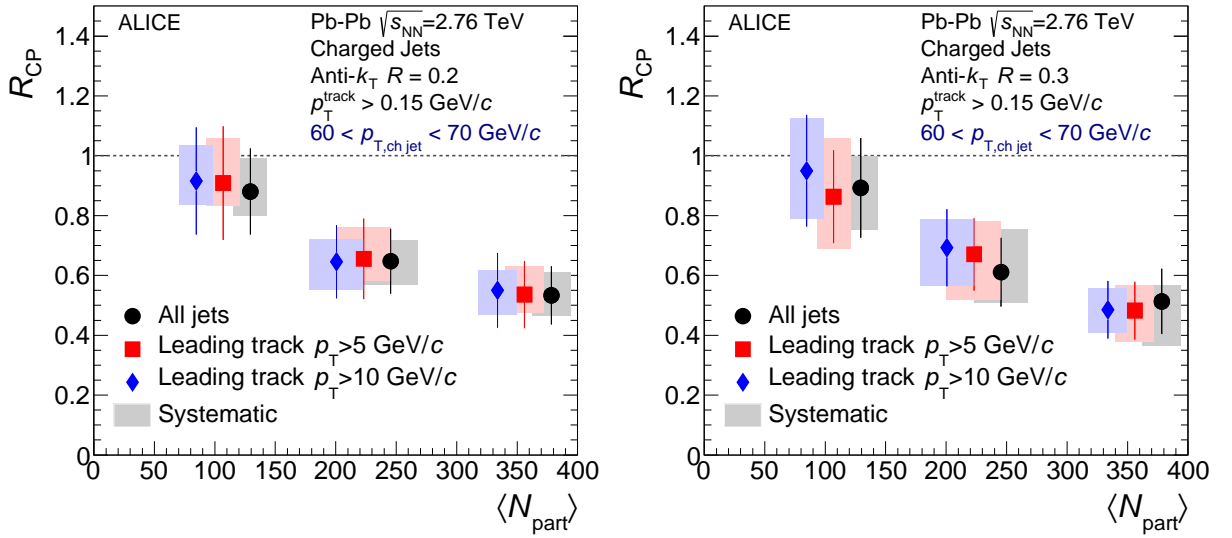 ALICE
Pb-Pb √sNN=2.76 TeV
Charged Jets
Anti-kT R = 0.2
pTtrack > 0.15 GeV/c
60 < pT,ch jet < 70 GeV/c
RCP
1.4
1.2
1
0.8
0.6
0.4
0.2
0
All jets
Leading track pT>5 GeV/c
Leading track pT>10 GeV/c
Systematic
0 50 100 150 200 250 300 350 400
⟨Npart⟩
ALICE
Pb-Pb √sNN=2.76 TeV
Charged Jets
Anti-kT R = 0.3
pTtrack > 0.15 GeV/c
60 < pT,ch jet < 70 GeV/c
RCP
1.4
1.2
1
0.8
0.6
0.4
0.2
0
All jets
Leading track pT>5 GeV/c
Leading track pT>10 GeV/c
Systematic
0 50 100 150 200 250 300 350 400
⟨Npart⟩